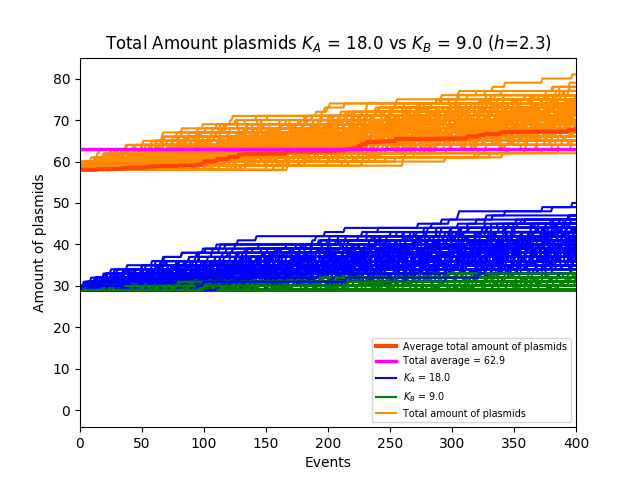 Total Amount plasmids K_A = 18.0 vs K_B = 9.0 (h=2.3)
Amount of plasmids
80
70
60
50
40
30
20
10
0
0 50 100 150 200 250 300 350 400
Events
Average total amount of plasmids
Total average = 62.9
K_A = 18.0
K_B = 9.0
Total amount of plasmids